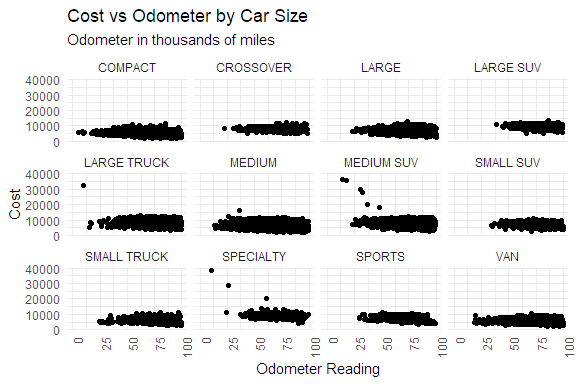 Cost vs Odometer by Car Size
Odometer in thousands of miles
COMPACT CROSSOVER LARGE LARGE SUV
40000
30000
20000
10000
0
LARGE TRUCK MEDIUM MEDIUM SUV SMALL SUV
40000
30000
20000
10000
0
Cost
SMALL TRUCK SPECIALTY SPORTS VAN
40000
30000
20000
10000
0
0 25 50 75 100 0 25 50 75 100 0 25 50 75 100 0 25 50 75 100
Odometer Reading